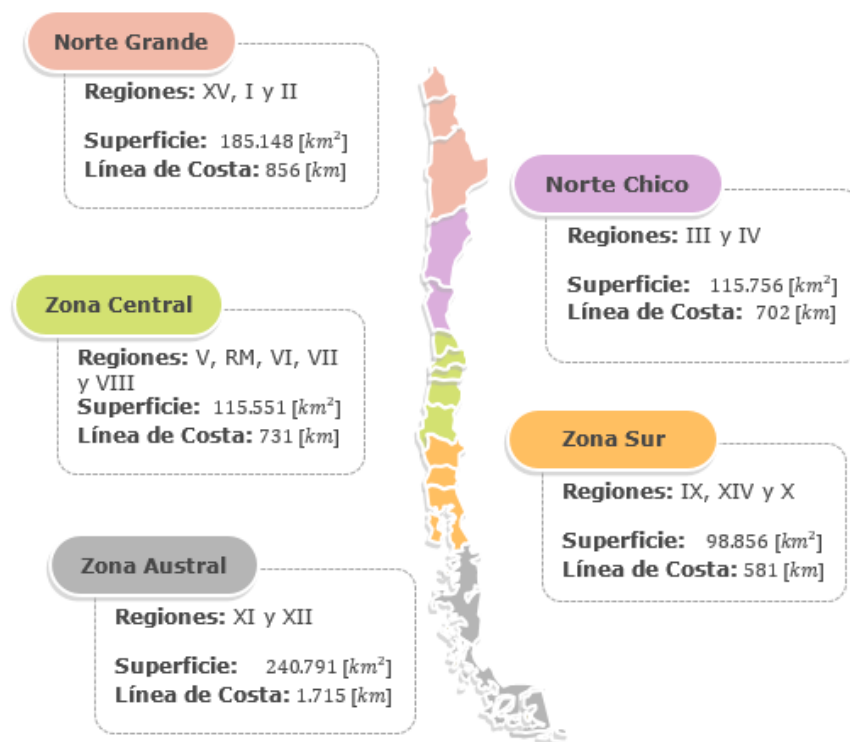 Norte Grande
Regiones: XV, I y II
Superficie: 185.148 [km²]
Línea de Costa: 856 [km]
Norte Chico
Regiones: III y IV
Superficie: 115.756 [km²]
Línea de Costa: 702 [km]
Zona Central
Regiones: V, RM, VI, VII
y VIII
Superficie: 115.551 [km²]
Línea de Costa: 731 [km]
Zona Sur
Regiones: IX, XIV y X
Superficie: 98.856 [km²]
Línea de Costa: 581 [km]
Zona Austral
Regiones: XI y XII
Superficie: 240.791 [km²]
Línea de Costa: 1.715 [km]